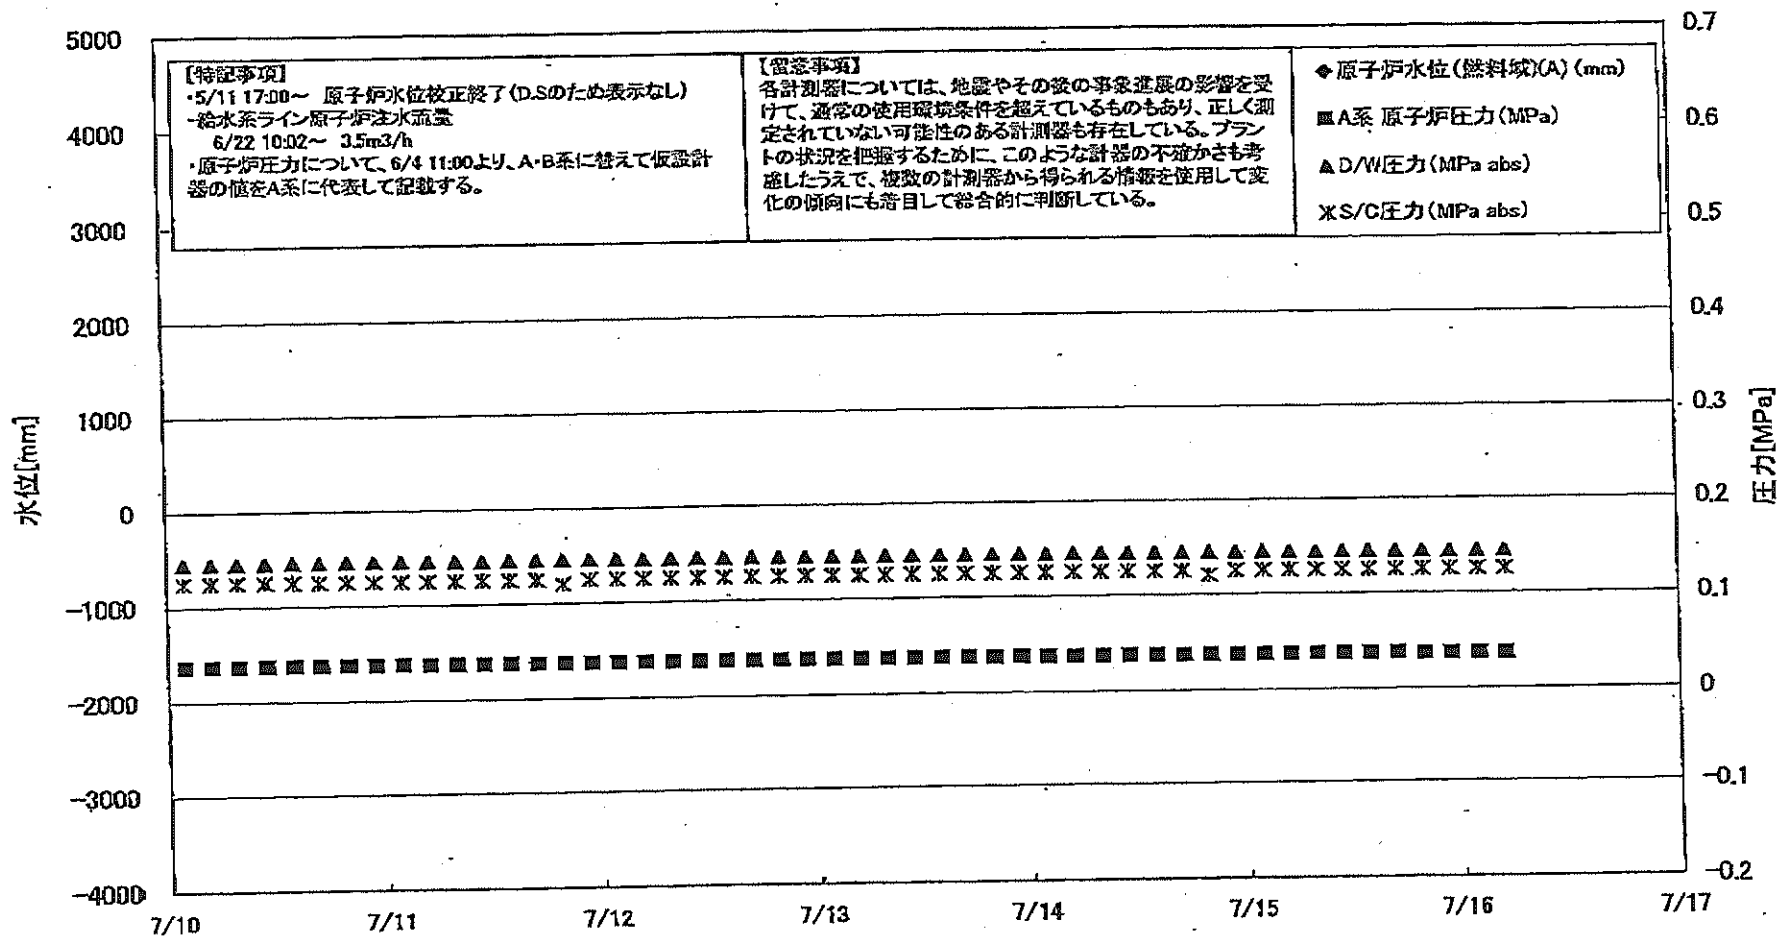 【特記事項】
・5/11 17:00～ 原子炉水位校正終了(D.Sのため表示なし)
-給水系ライン原子炉注水流量
6/22 10:02～ 3.5m3/h
・原子炉圧力について、6/4 11:00より、A・B系に替えて仮設計
器の値をA系に代表して記載する。
【留意事項】
各計測器については、地震やその後の事象進展の影響を受
けて、通常の使用環境条件を超えているものもあり、正しく測
定されていない可能性のある計測器も存在している。プラン
トの状況を把握するために、このような計器の不確かさも考
慮したうえで、複数の計測器から得られる情報を使用して変
化の傾向にも着目して総合的に判断している。
◆原子炉水位(燃料域)(A) (mm)
■A系 原子炉圧力(MPa)
▲D/W圧力(MPa abs)
ж S/C圧力(MPa abs)
水位[mm]
5000
4000
3000
2000
1000
0
-1000
-2000
-3000
-4000
圧力[MPa]
0.7
0.6
0.5
0.4
0.3
0.2
0.1
0
-0.1
-0.2
7/10
7/11
7/12
7/13
7/14
7/15
7/16
7/17